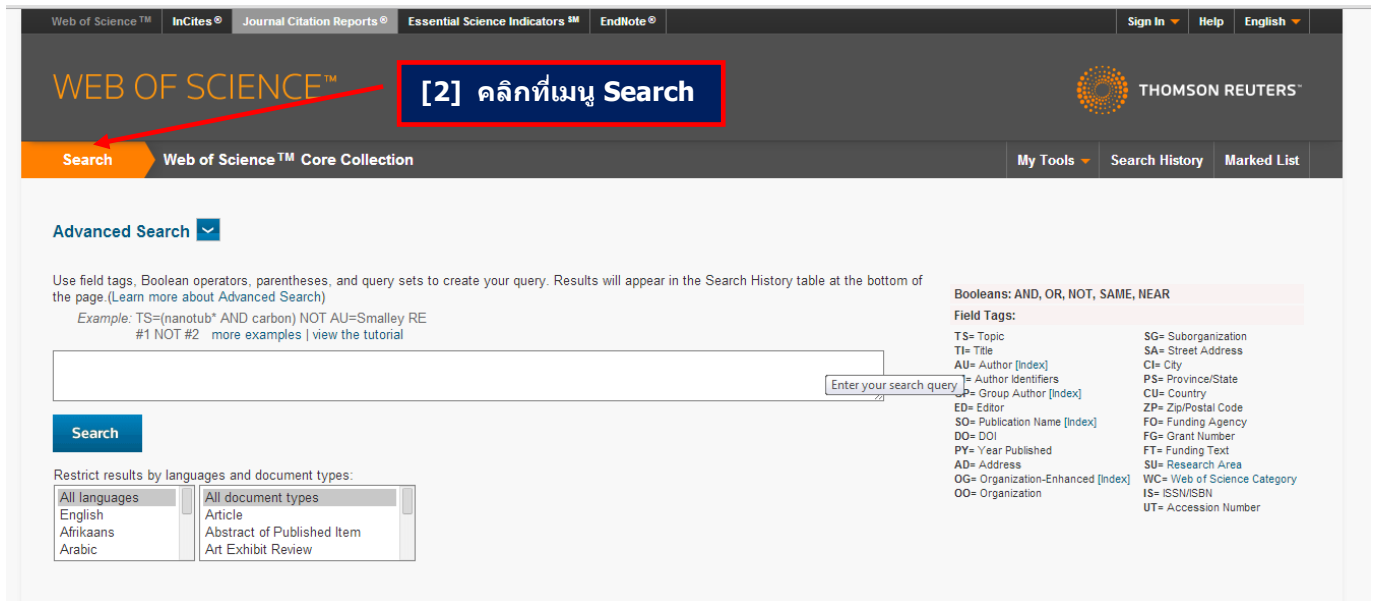 Web of Science™ InCites® Journal Citation Reports® Essential Science Indicators℠ EndNote® Sign In Help English
WEB OF SCIENCE™
[2] คลิกที่เมนู Search
THOMSON REUTERS™
Search Web of Science™ Core Collection My Tools Search History Marked List
Advanced Search
Use field tags, Boolean operators, parentheses, and query sets to create your query. Results will appear in the Search History table at the bottom of
the page.(Learn more about Advanced Search)
Example: TS=(nanotub* AND carbon) NOT AU=Smalley RE
#1 NOT #2 more examples | view the tutorial
Enter your search query
Search
Restrict results by languages and document types:
All languages
English
Afrikaans
Arabic
All document types
Article
Abstract of Published Item
Art Exhibit Review
Booleans: AND, OR, NOT, SAME, NEAR
Field Tags:
TS= Topic
TI= Title
AU= Author [Index]
= Author Identifiers
GP= Group Author [Index]
ED= Editor
SO= Publication Name [Index]
DO= DOI
PY= Year Published
AD= Address
OG= Organization-Enhanced [Index]
OO= Organization
SG= Suborganization
SA= Street Address
CI= City
PS= Province/State
CU= Country
ZP= Zip/Postal Code
FO= Funding Agency
FG= Grant Number
FT= Funding Text
SU= Research Area
WC= Web of Science Category
IS= ISSN/ISBN
UT= Accession Number